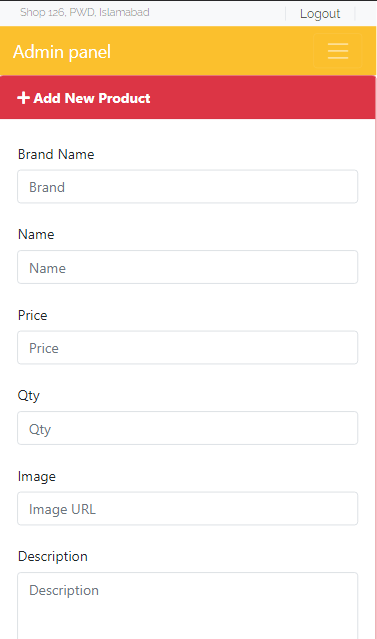 Shop 126, PWD, Islamabad
Logout
Admin panel
Add New Product
Brand Name
Brand
Name
Name
Price
Price
Qty
Qty
Image
Image URL
Description
Description